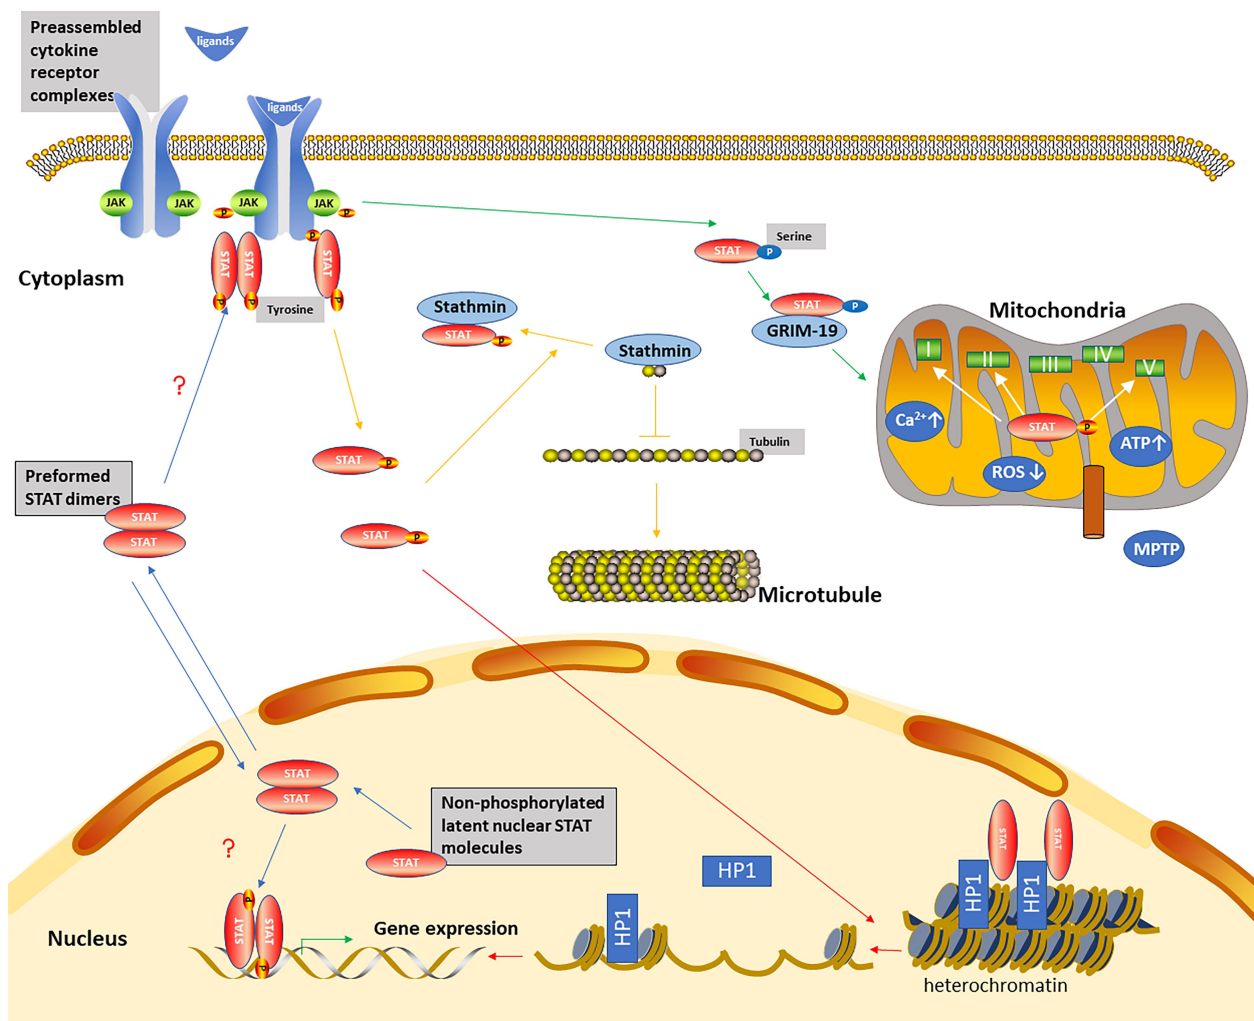 Preassembled
cytokine
receptor
complexes
ligands
ligands
JAK
JAK
P
JAK
JAK
P
P
STAT
STAT
STAT
P
P
P
Tyrosine
Cytoplasm
STAT
P
Serine
STAT
P
GRIM-19
Stathmin
STAT
P
Stathmin
Tubulin
Microtubule
Mitochondria
I
II
III
IV
V
Ca2+↑
STAT
P
ATP↑
ROS↓
MPTP
?
STAT
P
STAT
P
Preformed
STAT dimers
STAT
STAT
STAT
STAT
Non-phosphorylated
latent nuclear STAT
molecules
STAT
?
STAT
P
STAT
P
Gene expression
Nucleus
HP1
HP1
STAT
STAT
HP1
HP1
heterochromatin